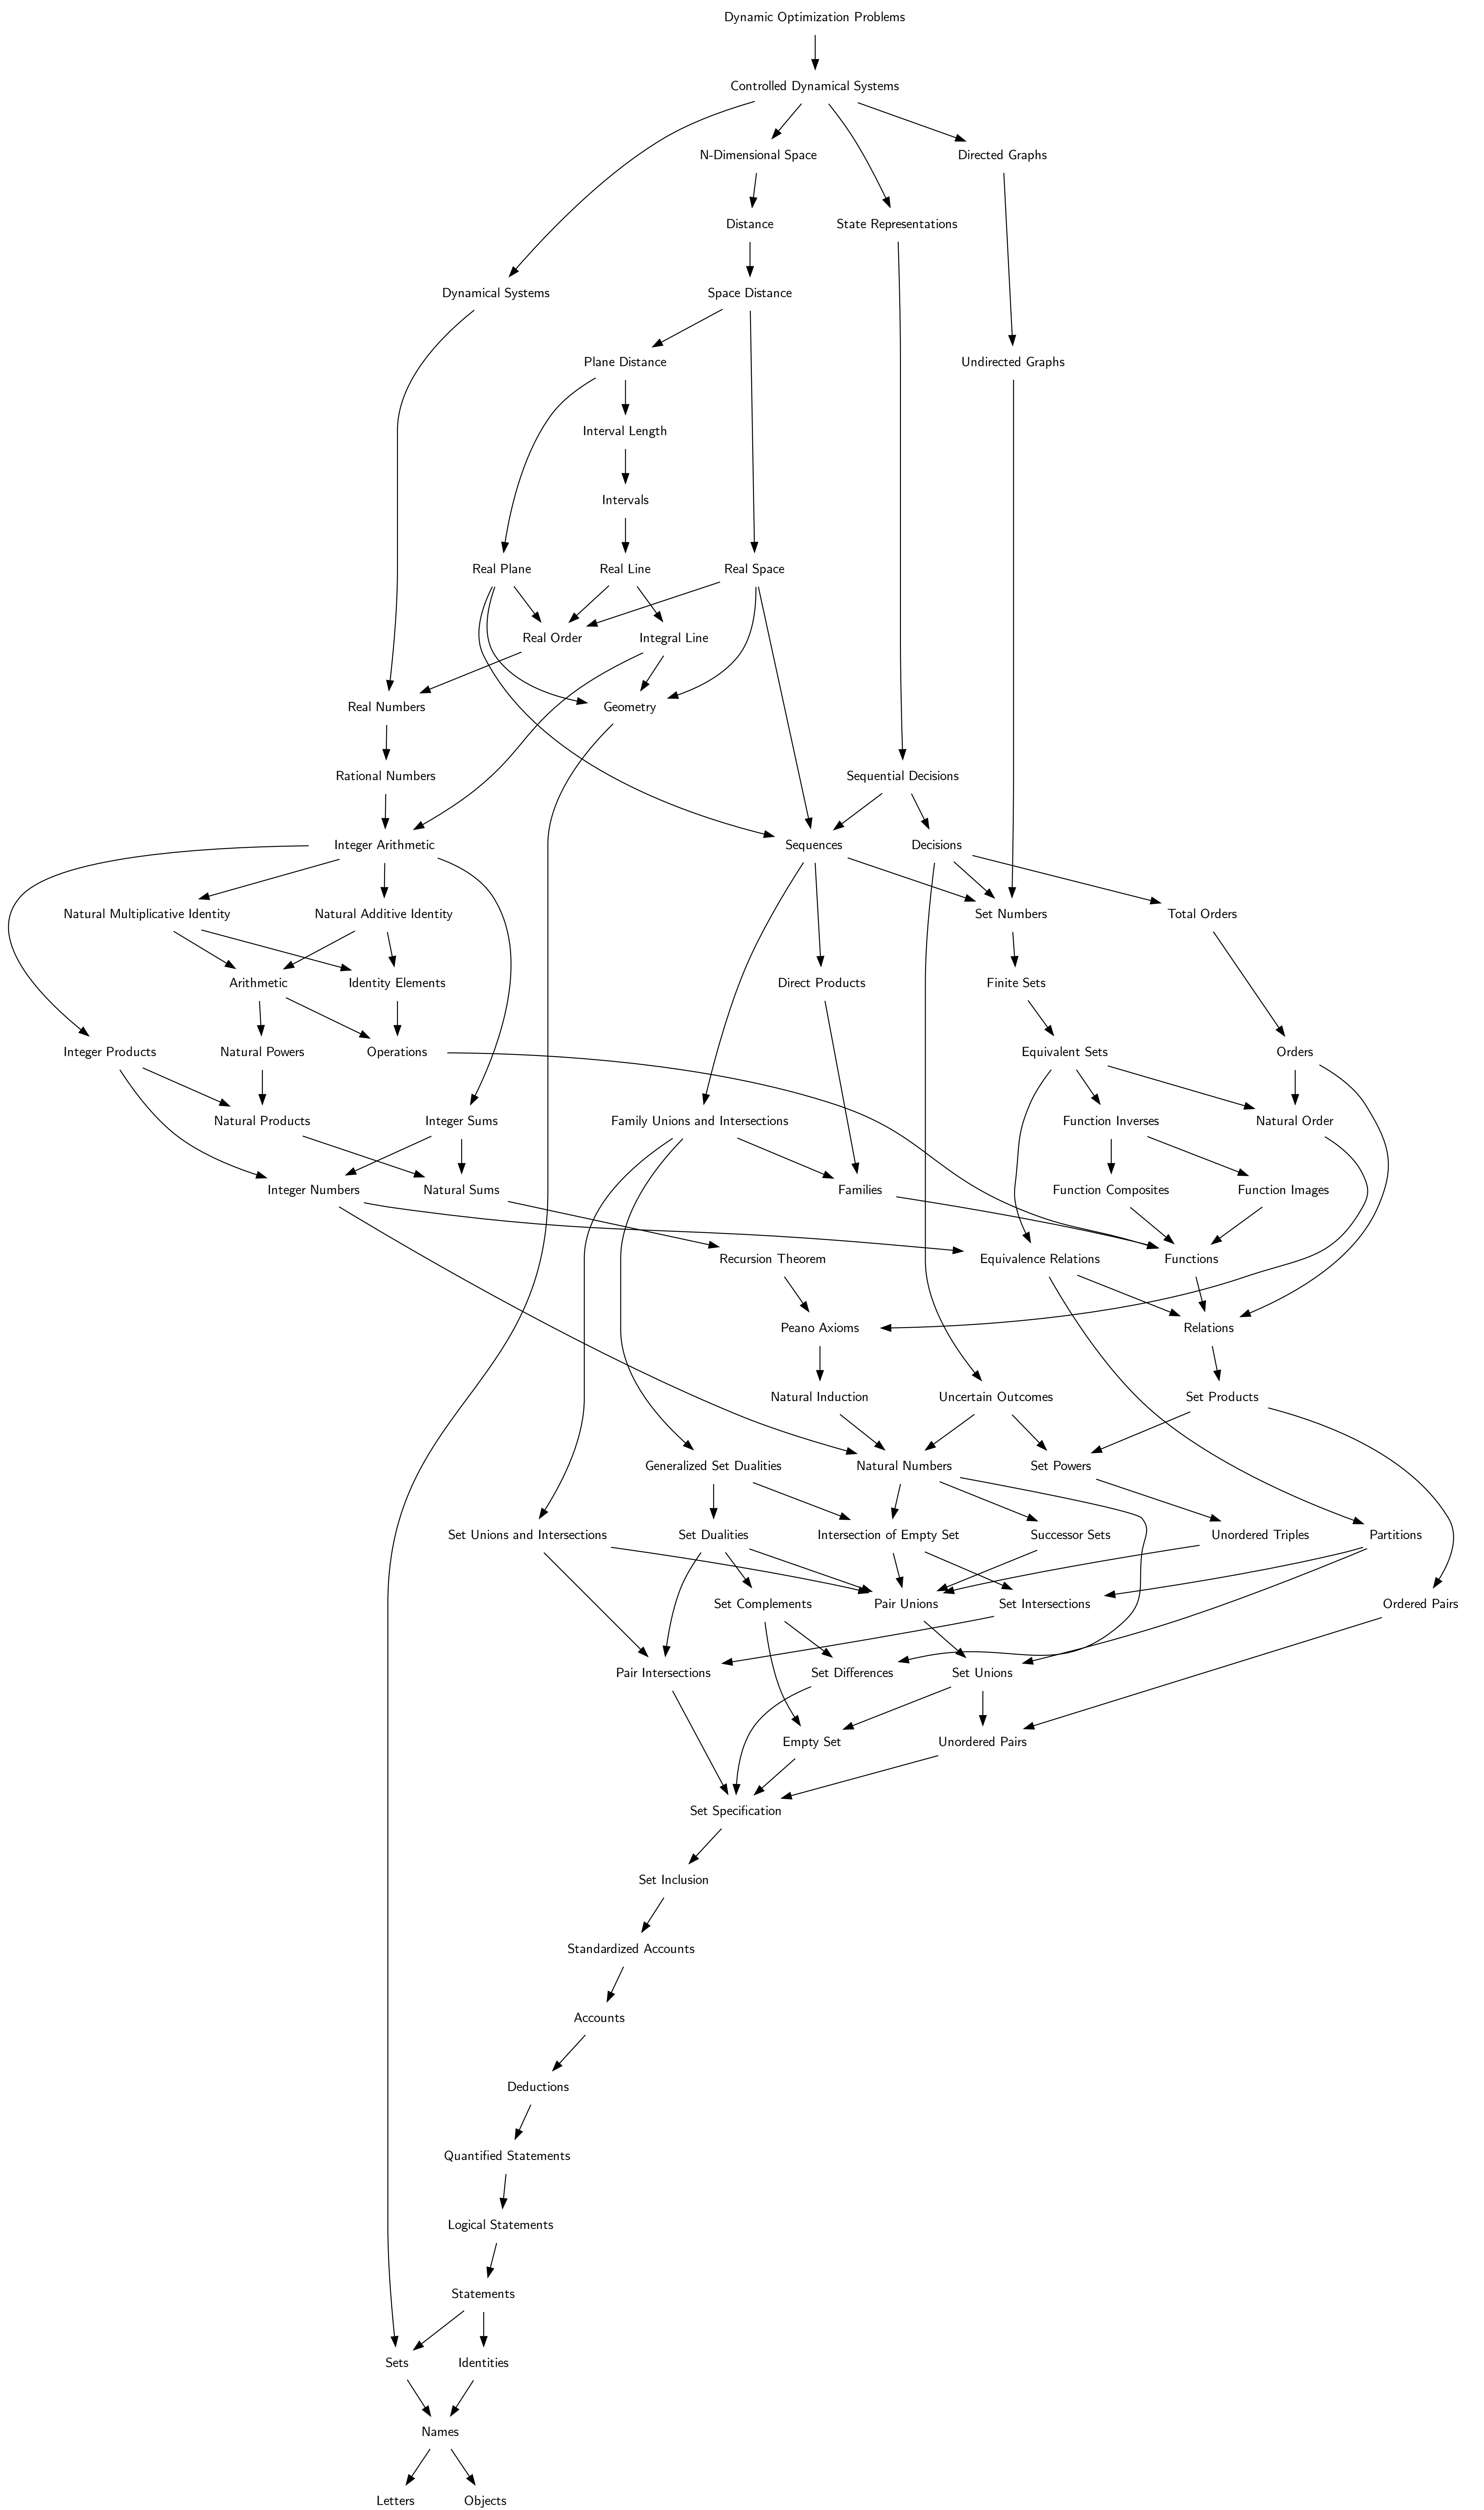 Dynamic Optimization Problems
Controlled Dynamical Systems
N-Dimensional Space
Directed Graphs
Distance
State Representations
Dynamical Systems
Space Distance
Plane Distance
Undirected Graphs
Interval Length
Intervals
Real Plane
Real Line
Real Space
Real Order
Integral Line
Real Numbers
Geometry
Rational Numbers
Sequential Decisions
Integer Arithmetic
Sequences
Decisions
Natural Multiplicative Identity
Natural Additive Identity
Set Numbers
Total Orders
Arithmetic
Identity Elements
Direct Products
Finite Sets
Integer Products
Natural Powers
Operations
Equivalent Sets
Orders
Natural Products
Integer Sums
Family Unions and Intersections
Function Inverses
Natural Order
Integer Numbers
Natural Sums
Families
Function Composites
Function Images
Recursion Theorem
Equivalence Relations
Functions
Peano Axioms
Relations
Natural Induction
Uncertain Outcomes
Set Products
Generalized Set Dualities
Natural Numbers
Set Powers
Set Unions and Intersections
Set Dualities
Intersection of Empty Set
Successor Sets
Unordered Triples
Partitions
Set Complements
Pair Unions
Set Intersections
Ordered Pairs
Pair Intersections
Set Differences
Set Unions
Empty Set
Unordered Pairs
Set Specification
Set Inclusion
Standardized Accounts
Accounts
Deductions
Quantified Statements
Logical Statements
Statements
Sets
Identities
Names
Letters
Objects